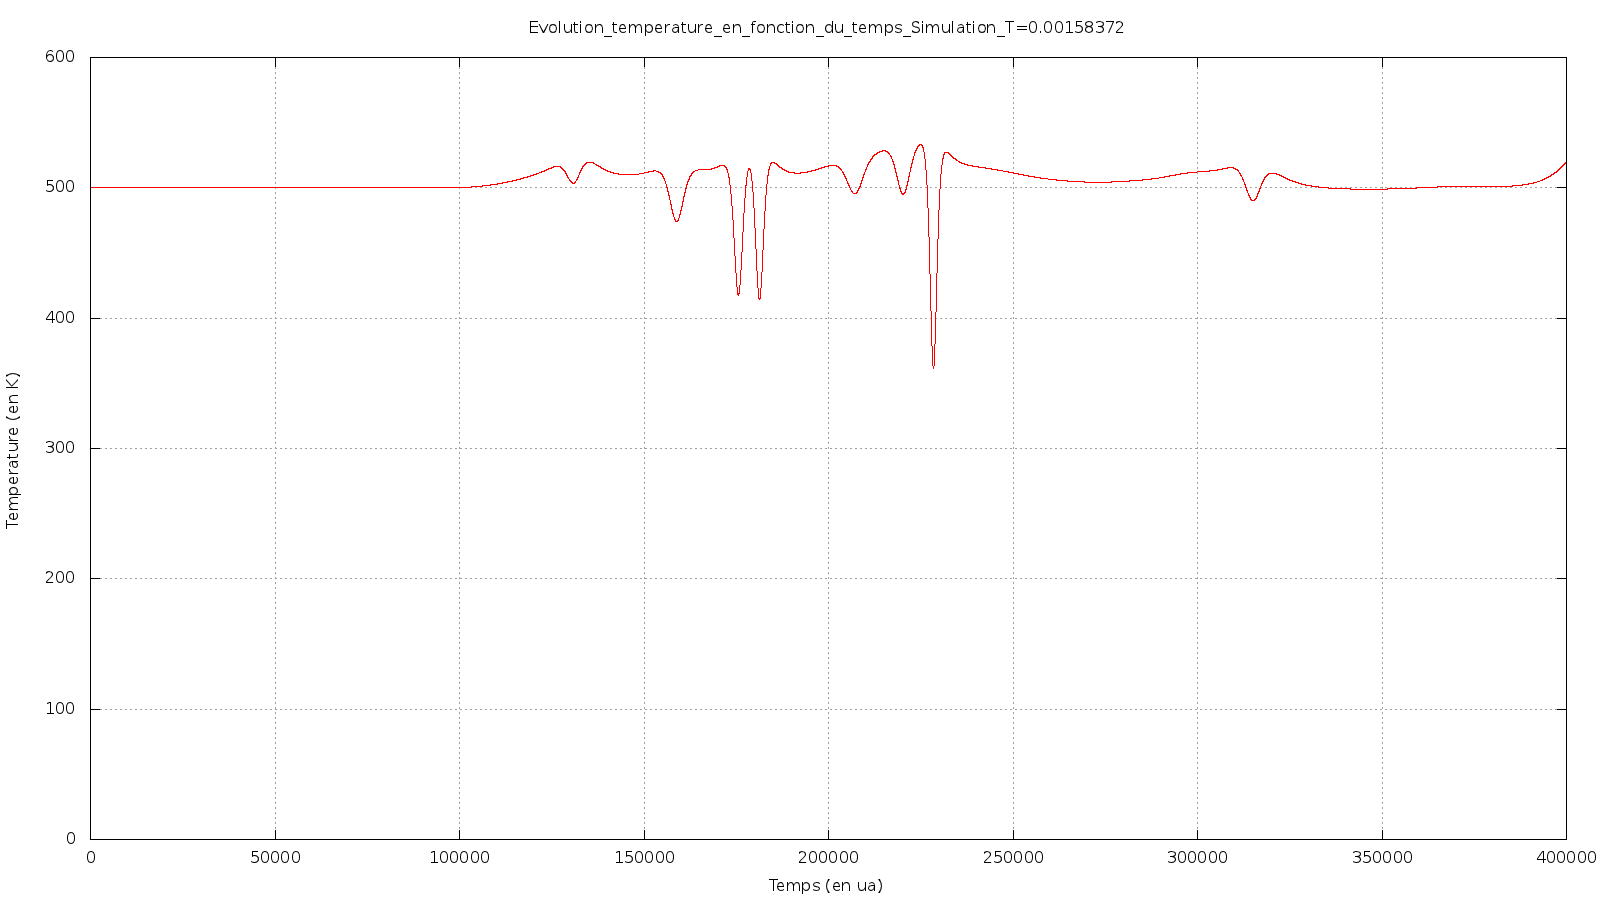 Evolution_temperature_en_fonction_du_temps_Simulation_T=0.00158372
600
500
400
300
200
100
0
Temperature (en K)
0 50000 100000 150000 200000 250000 300000 350000 400000
Temps (en ua)